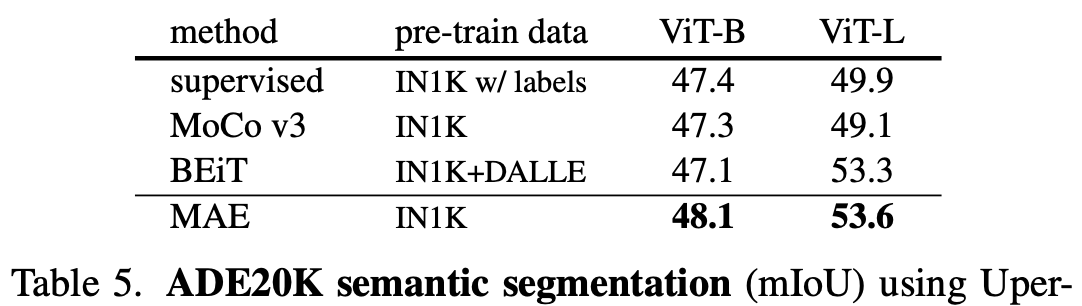 method pre-train data ViT-B ViT-L
supervised IN1K w/ labels 47.4 49.9
MoCo v3 IN1K 47.3 49.1
BEiT IN1K+DALLE 47.1 53.3
MAE IN1K 48.1 53.6
Table 5. ADE20K semantic segmentation (mIoU) using Uper-